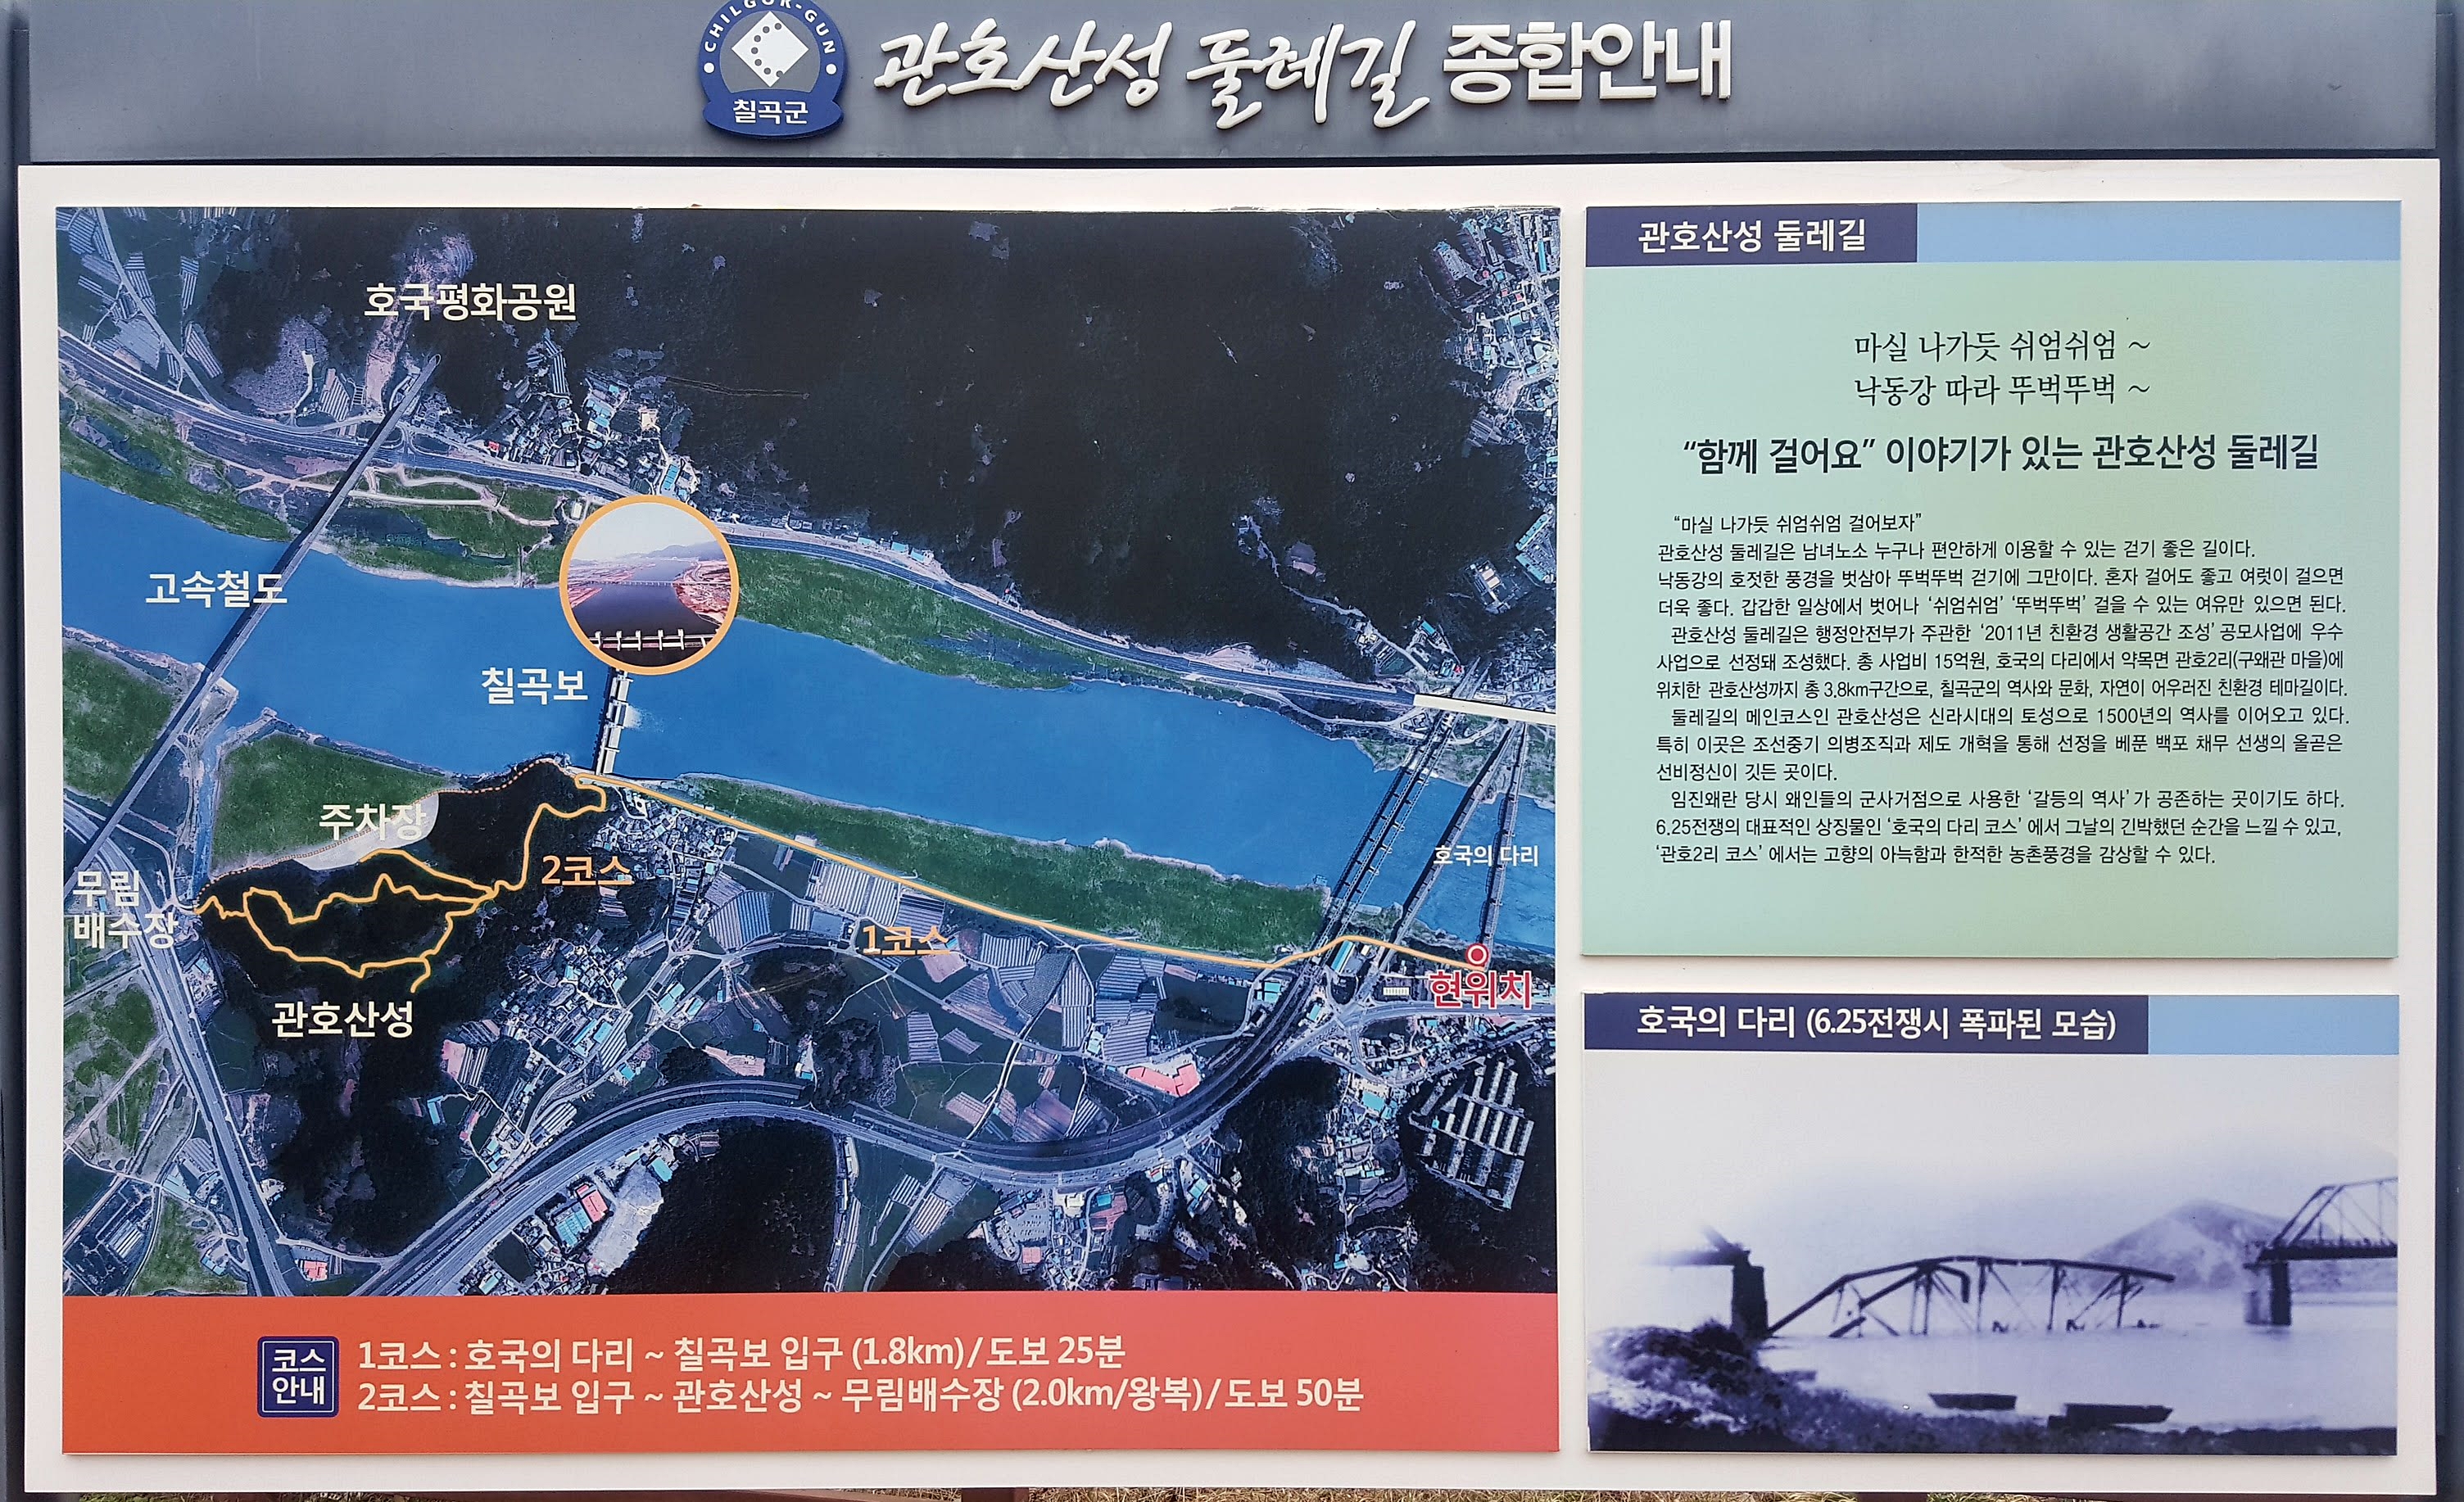 CHILGOK-GUN
칠곡군
관호산성 둘레길 종합안내
호국평화공원
고속철도
칠곡보
주차장
2코스
무림
배수장
1코스
호국의 다리
현위치
관호산성
코스
안내
1코스 : 호국의 다리 ~ 칠곡보 입구 (1.8km) / 도보 25분
2코스 : 칠곡보 입구 ~ 관호산성 ~ 무림배수장 (2.0km/왕복) / 도보 50분
관호산성 둘레길
마실 나가듯 쉬엄쉬엄 ~
낙동강 따라 뚜벅뚜벅 ~
“함께 걸어요” 이야기가 있는 관호산성 둘레길
“마실 나가듯 쉬엄쉬엄 걸어보자”
관호산성 둘레길은 남녀노소 누구나 편안하게 이용할 수 있는 걷기 좋은 길이다.
낙동강의 호젓한 풍경을 벗삼아 뚜벅뚜벅 걷기에 그만이다. 혼자 걸어도 좋고 여럿이 걸으면
더욱 좋다. 갑갑한 일상에서 벗어나 ‘쉬엄쉬엄’ ‘뚜벅뚜벅’ 걸을 수 있는 여유만 있으면 된다.
관호산성 둘레길은 행정안전부가 주관한 ‘2011년 친환경 생활공간 조성’ 공모사업에 우수
사업으로 선정돼 조성했다. 총 사업비 15억원, 호국의 다리에서 약목면 관호2리(구왜관 마을)에
위치한 관호산성까지 총 3.8km구간으로, 칠곡군의 역사와 문화, 자연이 어우러진 친환경 테마길이다.
둘레길의 메인코스인 관호산성은 신라시대의 토성으로 1500년의 역사를 이어오고 있다.
특히 이곳은 조선중기 의병조직과 제도 개혁을 통해 선정을 베푼 백포 채무 선생의 올곧은
선비정신이 깃든 곳이다.
임진왜란 당시 왜인들의 군사거점으로 사용한 ‘갈등의 역사’가 공존하는 곳이기도 하다.
6.25전쟁의 대표적인 상징물인 ‘호국의 다리 코스’ 에서 그날의 긴박했던 순간을 느낄 수 있고,
‘관호2리 코스’ 에서는 고향의 아늑함과 한적한 농촌풍경을 감상할 수 있다.
호국의 다리 (6.25전쟁시 폭파된 모습)